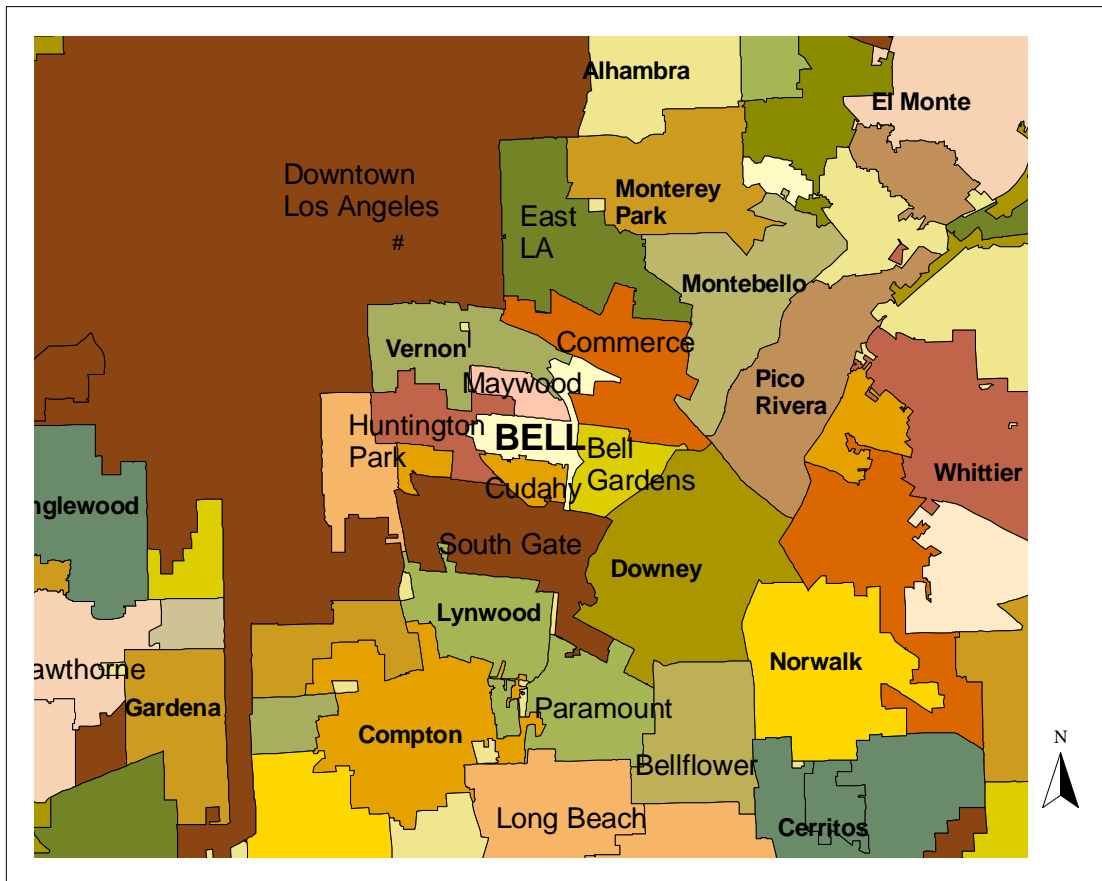 Alhambra
El Monte
Downtown
Los Angeles
#
Monterey
Park
East
LA
Montebello
Commerce
Vernon
Maywood
Pico
Rivera
Huntington
Park
BELL
Bell
Gardens
Cudahy
Whittier
nglewood
South Gate
Downey
Lynwood
Norwalk
awthorne
Gardena
Paramount
Compton
Bellflower
Long Beach
Cerritos
N